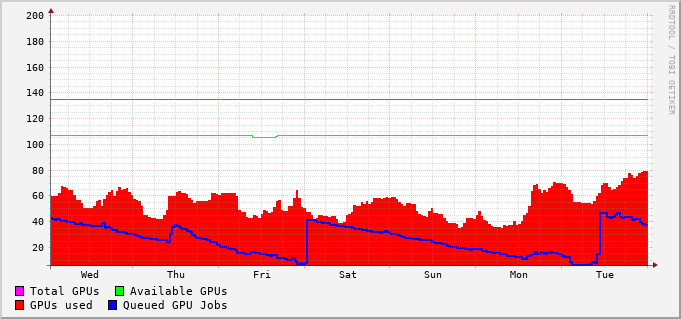 200
180
160
140
120
100
80
60
40
20
Wed Thu Fri Sat Sun Mon Tue
Total GPUs Available GPUs
GPUs used Queued GPU Jobs
RRDTOOL / TOBI OETIKER